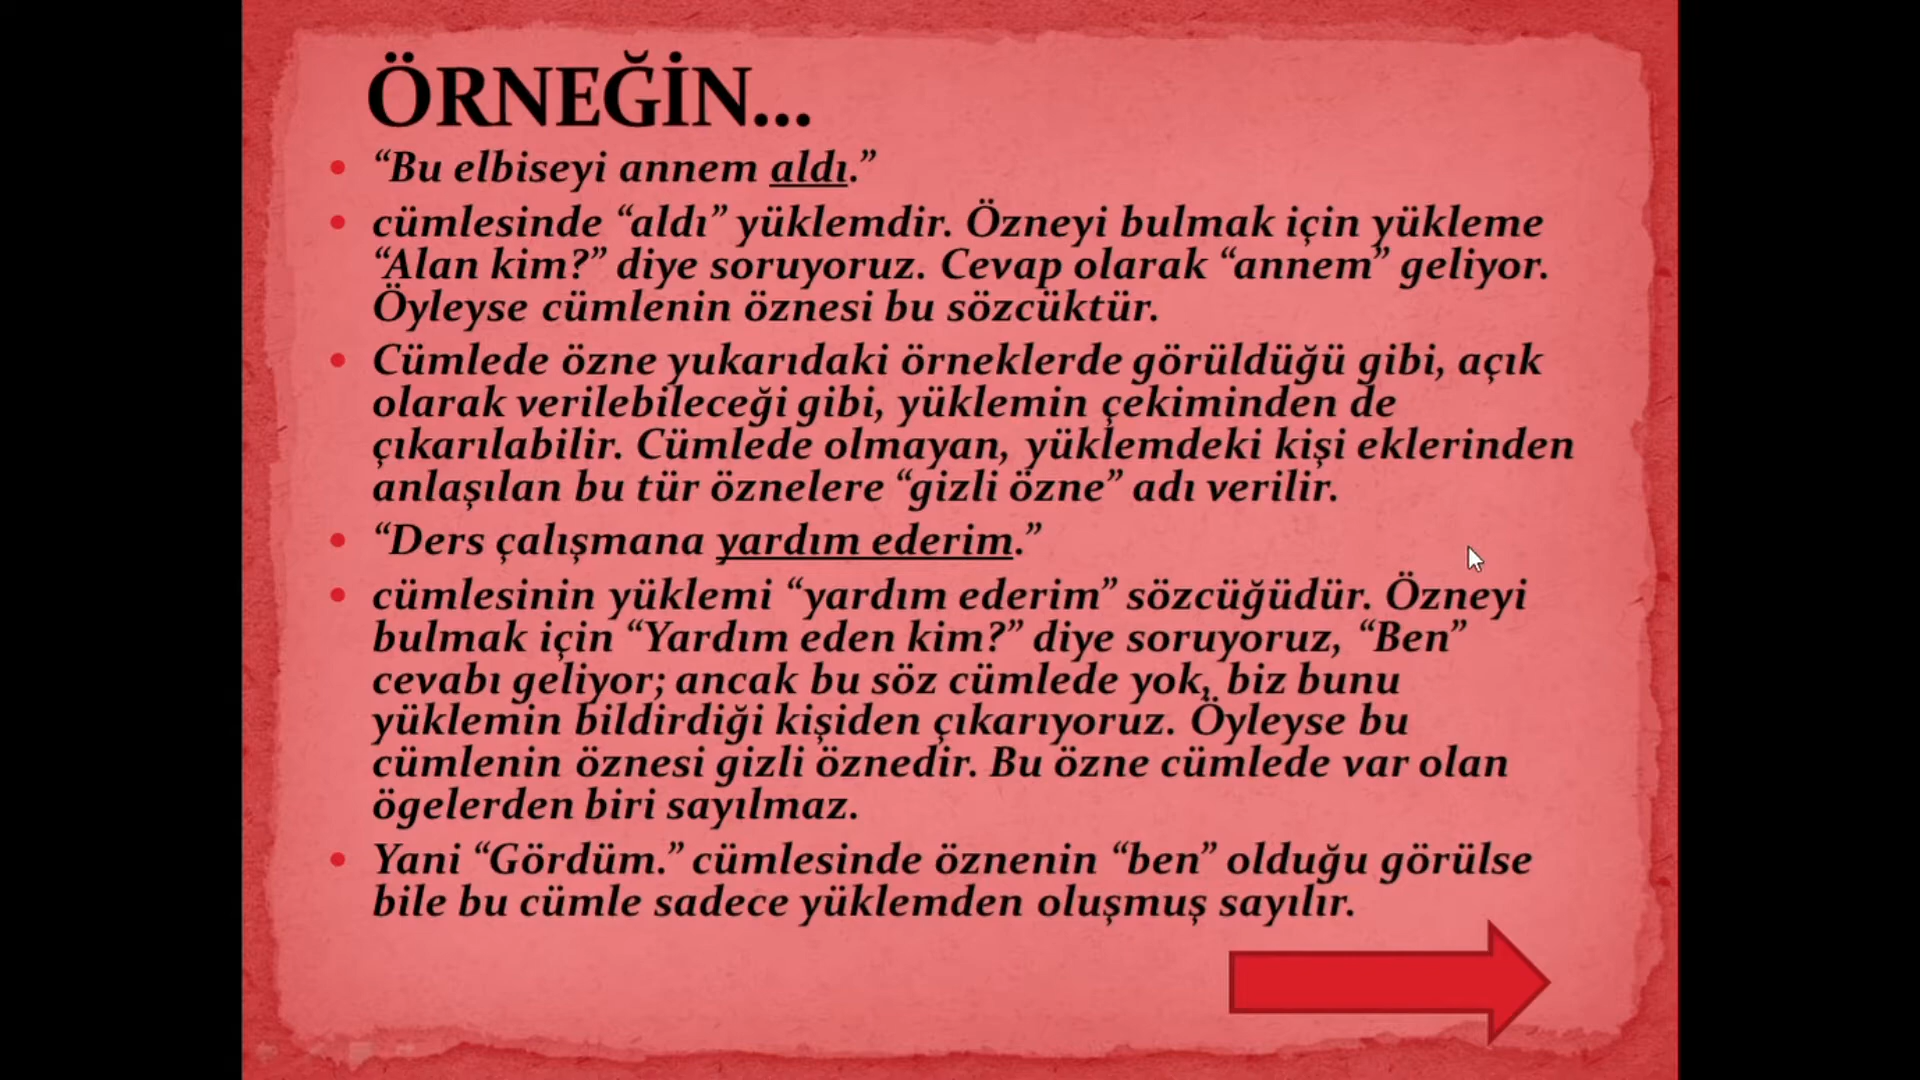 ÖRNEĞİN...
“Bu elbiseyi annem aldı.”
cümlesinde “aldı” yüklemdir. Özneyi bulmak için yükleme
“Alan kim?” diye soruyoruz. Cevap olarak “annem” geliyor.
Öyleyse cümlenin öznesi bu sözcüktür.
Cümlede özne yukarıdaki örneklerde görüldüğü gibi, açık
olarak verilebileceği gibi, yüklemin çekiminden de
çıkarılabilir. Cümlede olmayan, yüklemdeki kişi eklerinden
anlaşılan bu tür öznelere “gizli özne” adı verilir.
“Ders çalışmana yardım ederim.”
cümlesinin yüklemi “yardım ederim” sözcüğüdür. Özneyi
bulmak için “Yardım eden kim?” diye soruyoruz, “Ben”
cevabı geliyor; ancak bu söz cümlede yok, biz bunu
yüklemin bildirdiği kişiden çıkarıyoruz. Öyleyse bu
cümlenin öznesi gizli öznedir. Bu özne cümlede var olan
ögelerden biri sayılmaz.
Yani “Gördüm.” cümlesinde öznenin “ben” olduğu görülse
bile bu cümle sadece yüklemden oluşmuş sayılır.